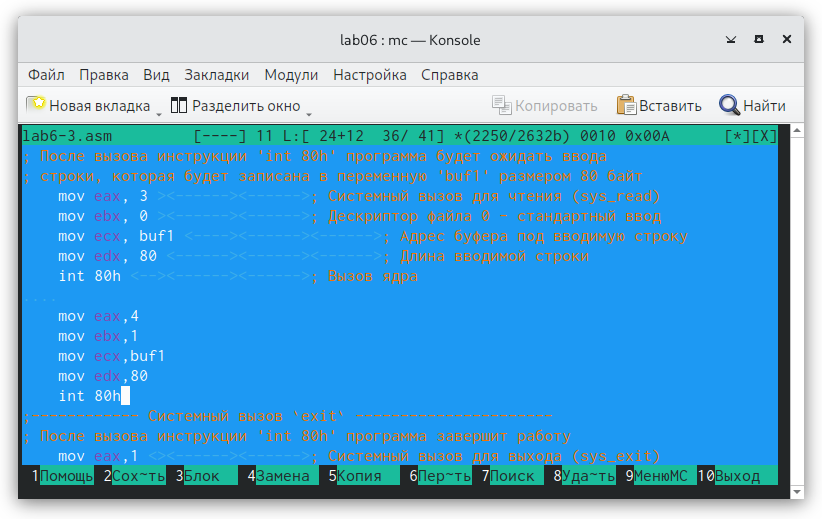 lab06 : mc — Konsole
Файл Правка Вид Закладки Модули Настройка Справка
Новая вкладка Разделить окно Копировать Вставить Найти
lab6-3.asm [----] 11 L:[ 24+12 36/ 41] *(2250/2632b) 0010 0x00A [*][X]
; После вызова инструкции 'int 80h' программа будет ожидать ввода
; строки, которая будет записана в переменную 'buf1' размером 80 байт
mov eax, 3 ><------><------>; Системный вызов для чтения (sys_read)
mov ebx, 0 ><------><------>; Дескриптор файла 0 - стандартный ввод
mov ecx, buf1 <-----><------><------>; Адрес буфера под вводимую строку
mov edx, 80 <------><------>; Длина вводимой строки
int 80h <--><------><------>; Вызов ядра
....
mov eax,4
mov ebx,1
mov ecx,buf1
mov edx,80
int 80h
;------------ Системный вызов `exit` ----------------------
; После вызова инструкции 'int 80h' программа завершит работу
mov eax,1 <><------><------>; Системный вызов для выхода (sys_exit)
1Помощь 2Сох~ть 3Блок 4Замена 5Копия 6Пер~ть 7Поиск 8Уда~ть 9МенюМС 10Выход